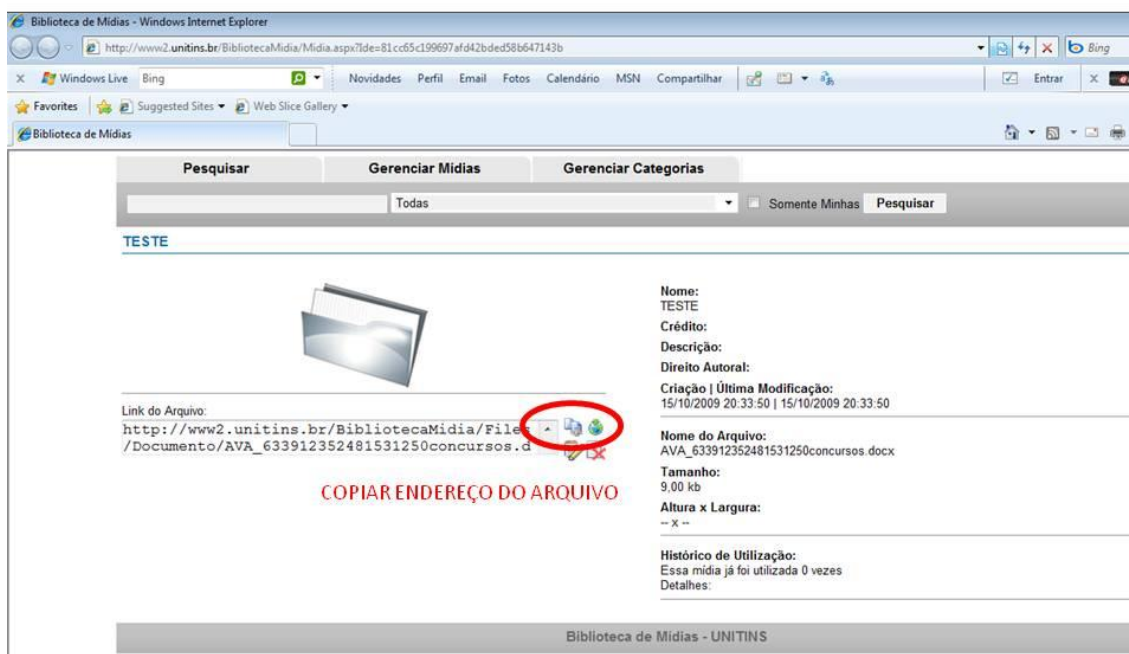 Biblioteca de Mídias - Windows Internet Explorer
http://www2.unitins.br/BibliotecaMidia/Midia.aspx?Ide=81cc65c199697afd42bded58b647143b
Bing
Windows Live Bing Novidades Perfil Email Fotos Calendário MSN Compartilhar Entrar
Favorites Suggested Sites Web Slice Gallery
Biblioteca de Mídias
Pesquisar Gerenciar Mídias Gerenciar Categorias
Todas Somente Minhas Pesquisar
TESTE
Nome:
TESTE
Crédito:
Descrição:
Direito Autoral:
Criação | Última Modificação:
15/10/2009 20:33:50 | 15/10/2009 20:33:50
Link do Arquivo:
http://www2.unitins.br/BibliotecaMidia/Files
/Documento/AVA_633912352481531250concursos.d
COPIAR ENDEREÇO DO ARQUIVO
Nome do Arquivo:
AVA_633912352481531250concursos.docx
Tamanho:
9,00 kb
Altura x Largura:
-- x --
Histórico de Utilização:
Essa mídia já foi utilizada 0 vezes
Detalhes:
Biblioteca de Mídias - UNITINS